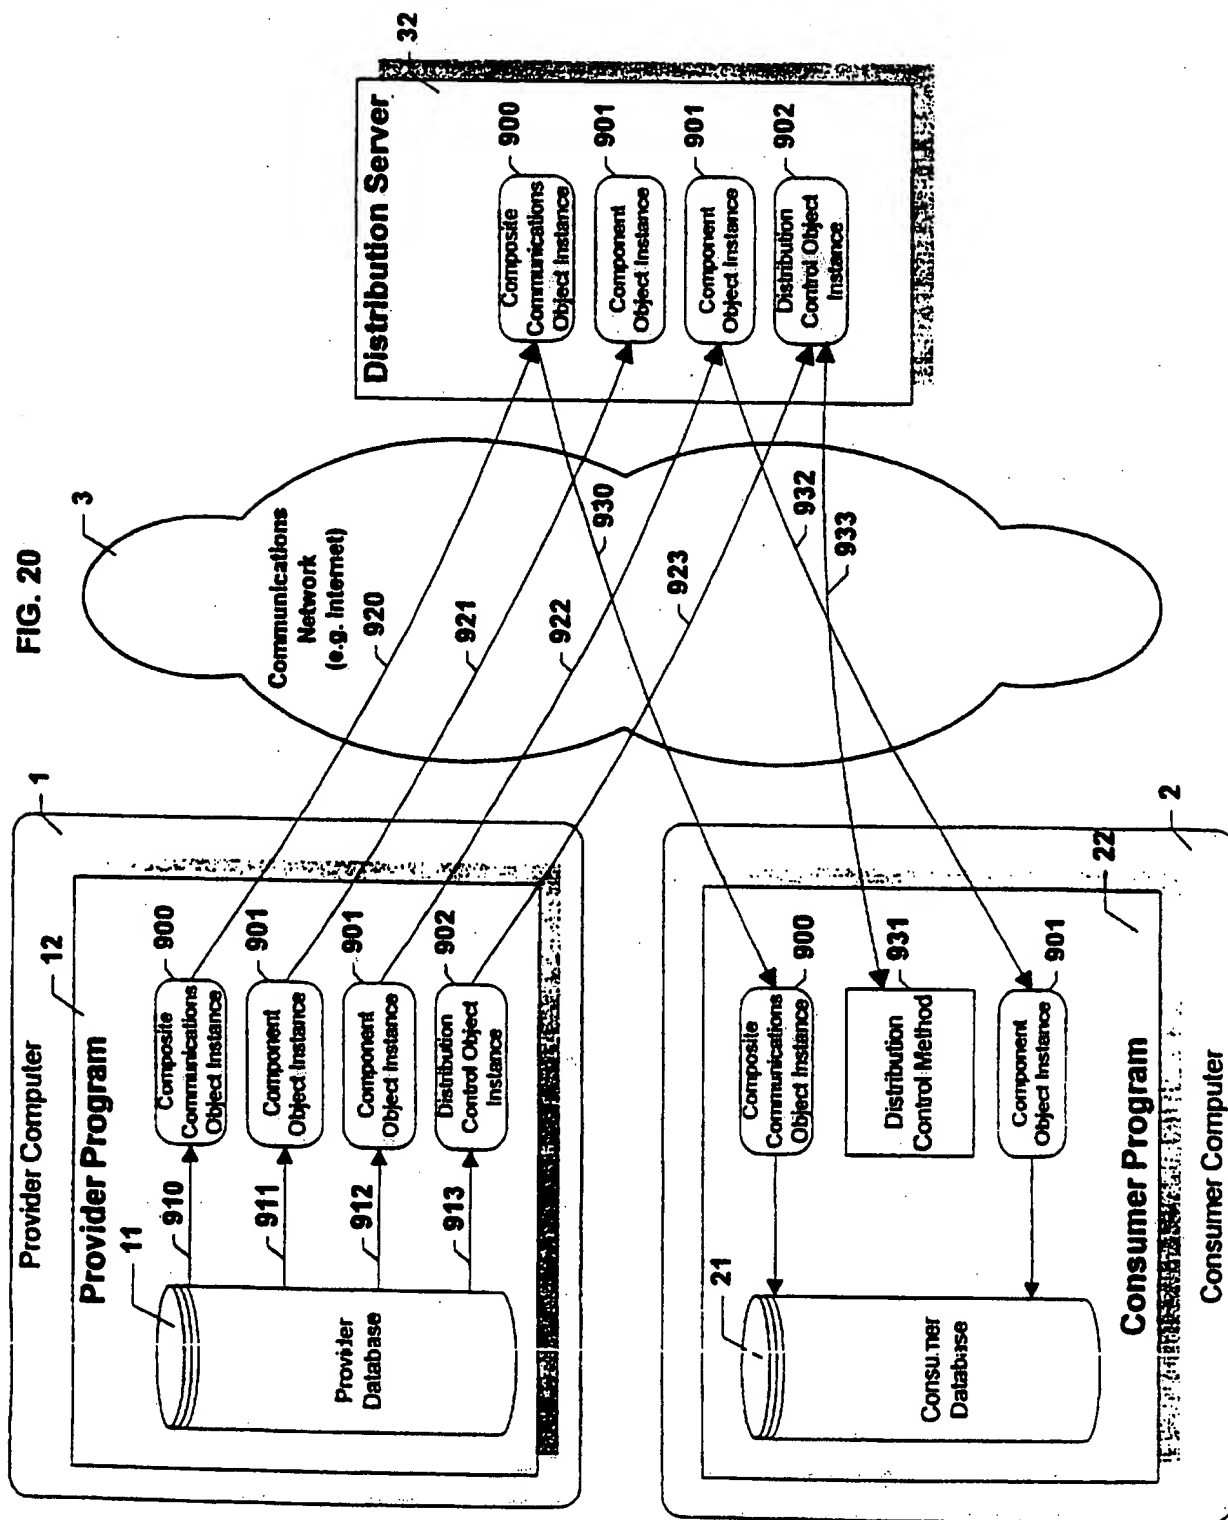 FIG. 20
Provider Computer
1
Provider Program
12
11
Provider
Database
910
911
912
913
Composite
Communications
Object Instance
900
Component
Object Instance
901
Component
Object Instance
901
Distribution
Control Object
Instance
902
3
Communications
Network
(e.g. Internet)
920
921
922
923
930
932
933
Distribution Server
32
Composite
Communications
Object Instance
900
Component
Object Instance
901
Component
Object Instance
901
Distribution
Control Object
Instance
902
21
Consumer
Database
Composite
Communications
Object Instance
900
Distribution
Control Method
931
Component
Object Instance
901
Consumer Program
22
Consumer Computer
2